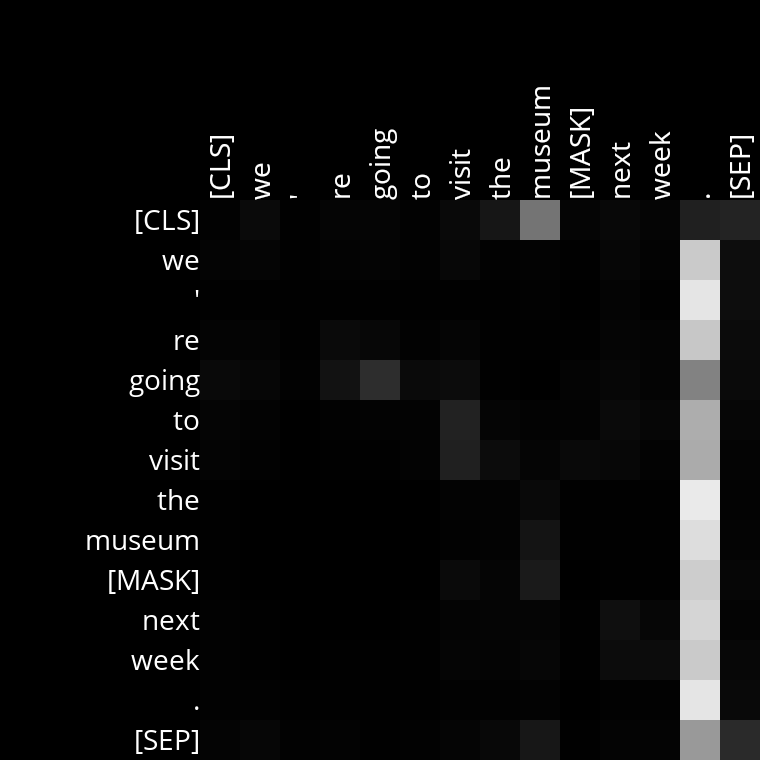 [CLS] we ' re going to visit the museum [MASK] next week . [SEP]
[CLS]
we
'
re
going
to
visit
the
museum
[MASK]
next
week
.
[SEP]